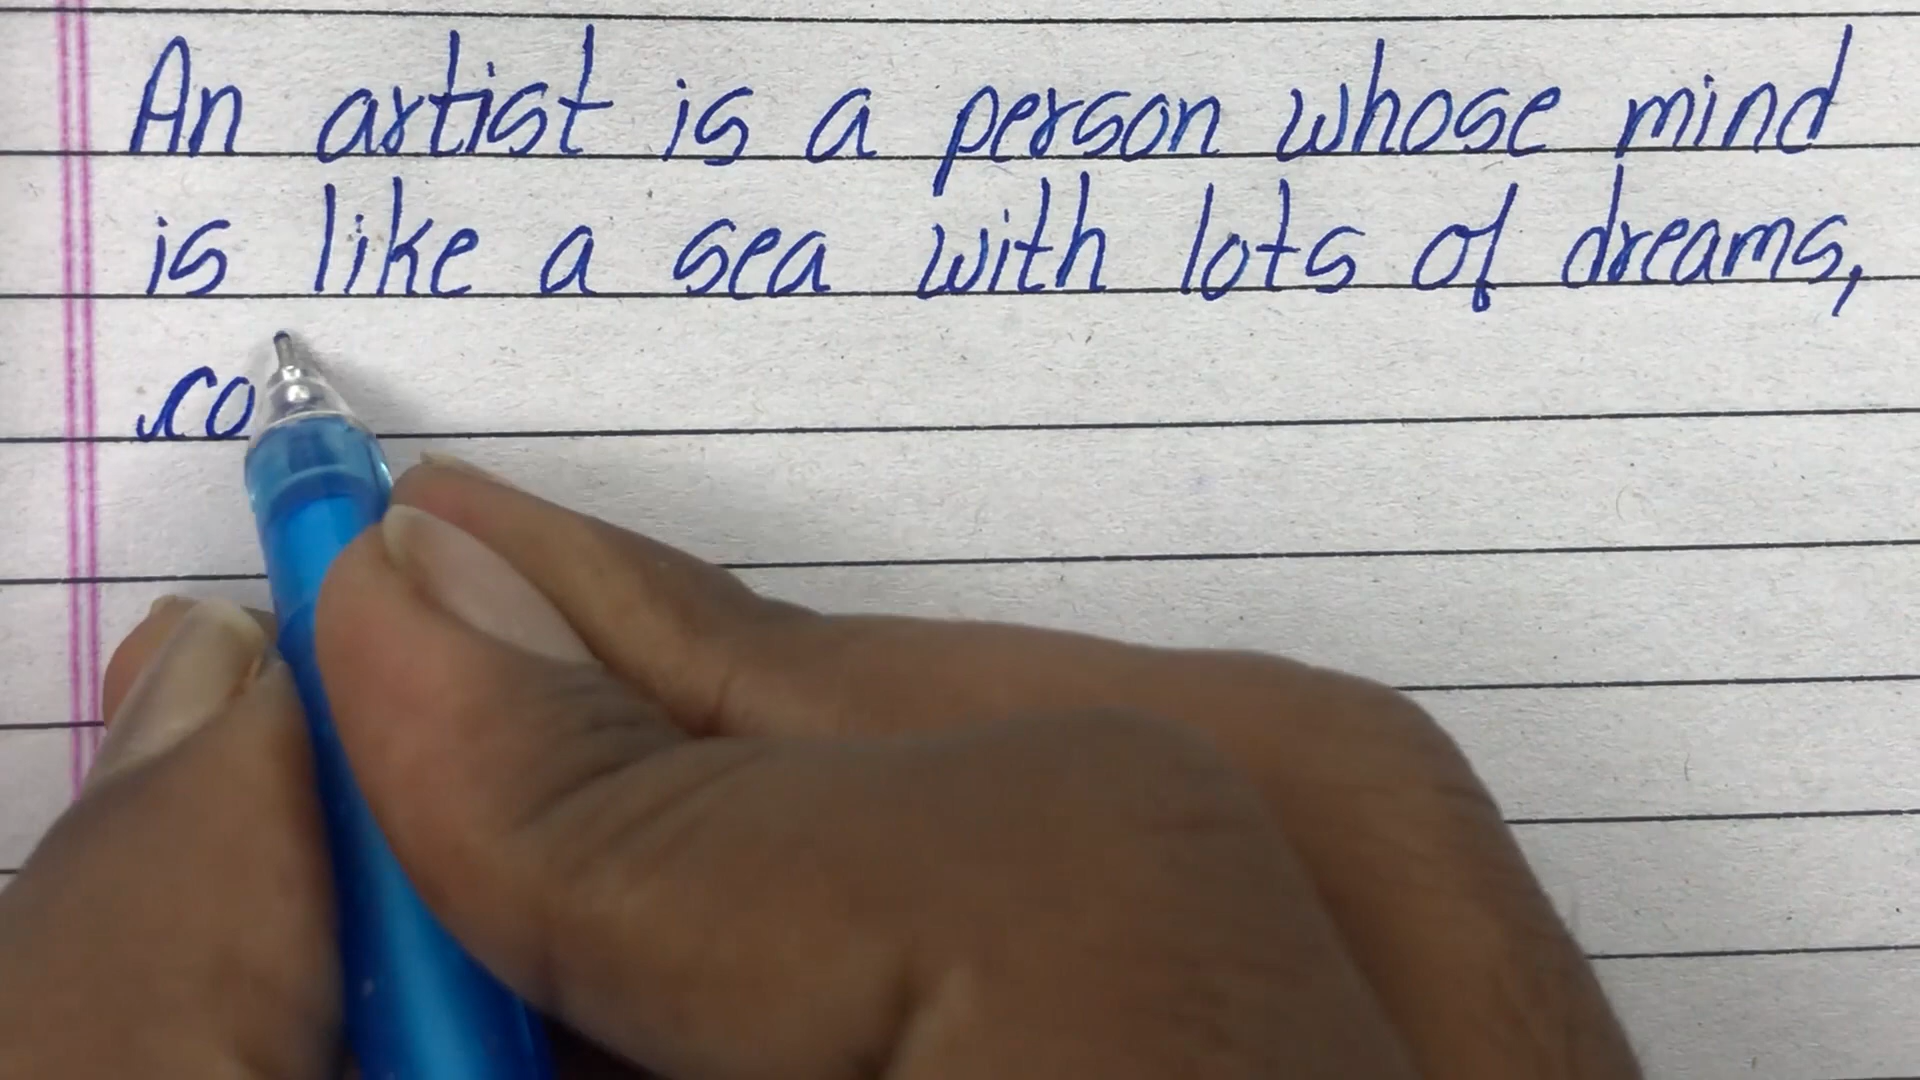 An artist is a person whose mind
is like a sea with lots of dreams,
co